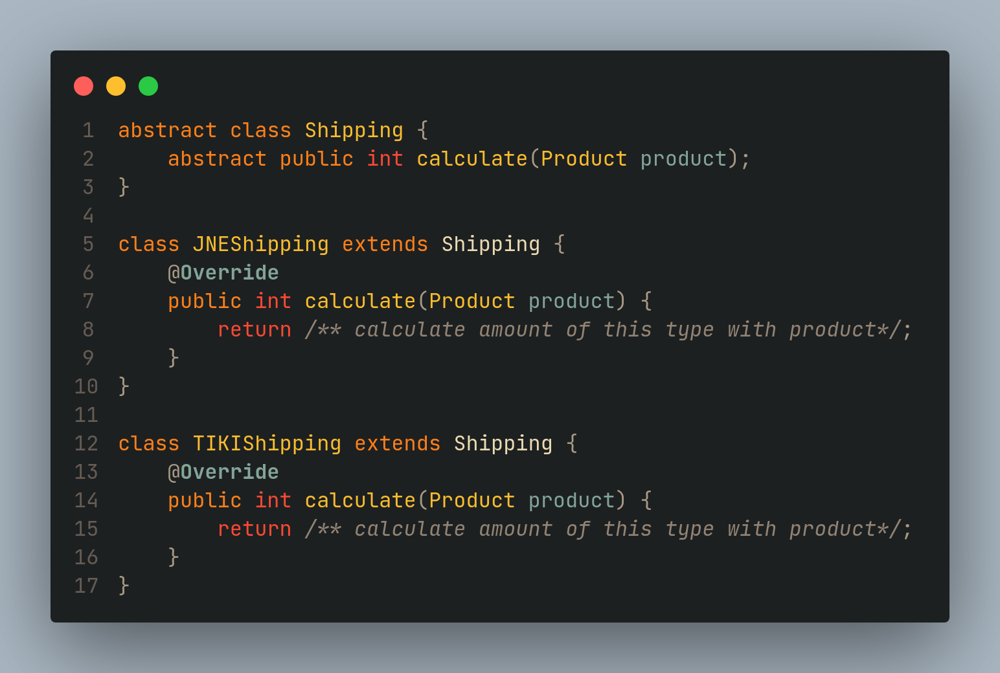 1 abstract class Shipping {
2     abstract public int calculate(Product product);
3 }
4
5 class JNEShipping extends Shipping {
6     @Override
7     public int calculate(Product product) {
8         return /** calculate amount of this type with product*/;
9     }
10 }
11
12 class TIKIShipping extends Shipping {
13     @Override
14     public int calculate(Product product) {
15         return /** calculate amount of this type with product*/;
16     }
17 }